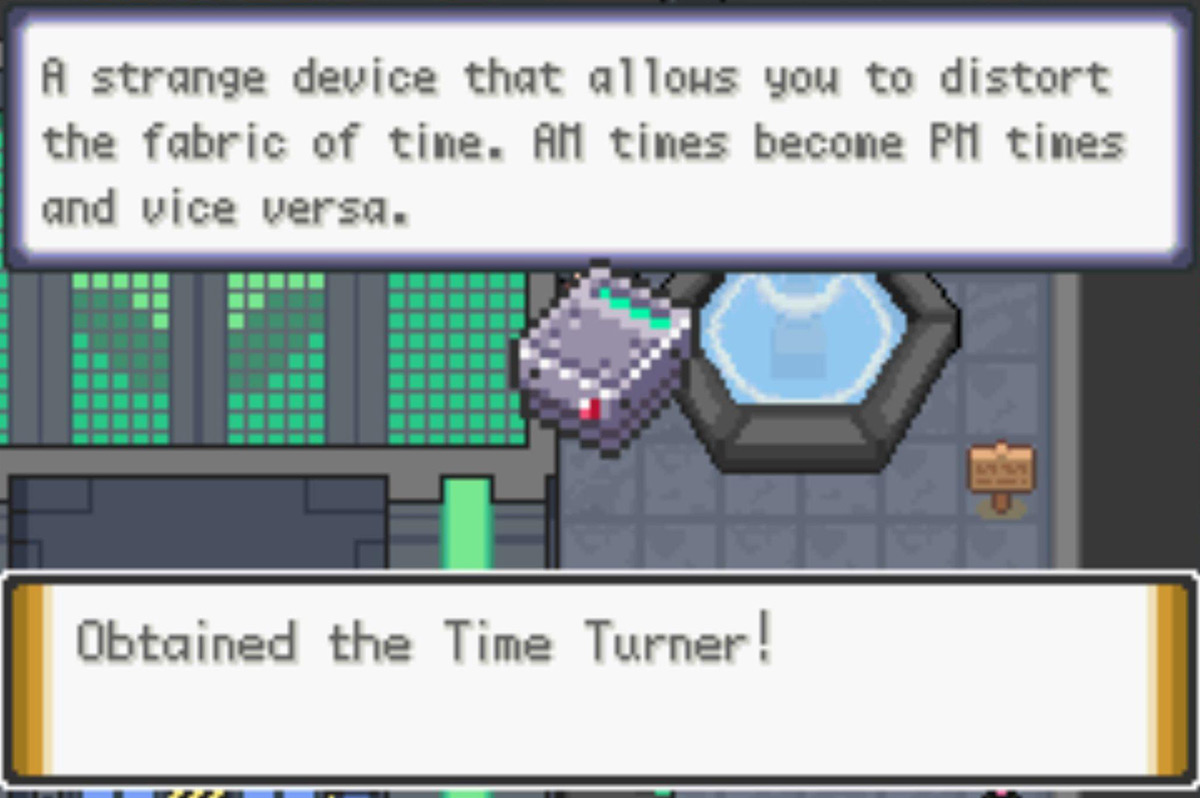 A strange device that allows you to distort
the fabric of time. AM times become PM times
and vice versa.
Obtained the Time Turner!